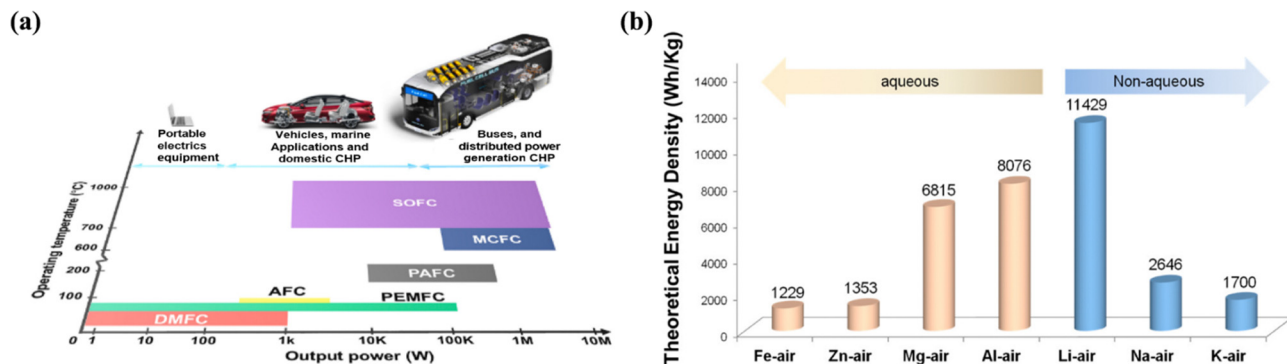 (a)
Portable
electrics
equipment
Vehicles, marine
Applications and
domestic CHP
Buses, and
distributed power
generation CHP
Operating temperature (°C)
1000
700
600
200
100
0
SOFC
MCFC
PAFC
AFC
PEMFC
DMFC
1 10 100 1k 10K 100K 1M 10M
Output power (W)
(b)
Theoretical Energy Density (Wh/Kg)
aqueous
Non-aqueous
14000
12000
10000
8000
6000
4000
2000
0
1229
1353
6815
8076
11429
2646
1700
Fe-air Zn-air Mg-air Al-air Li-air Na-air K-air